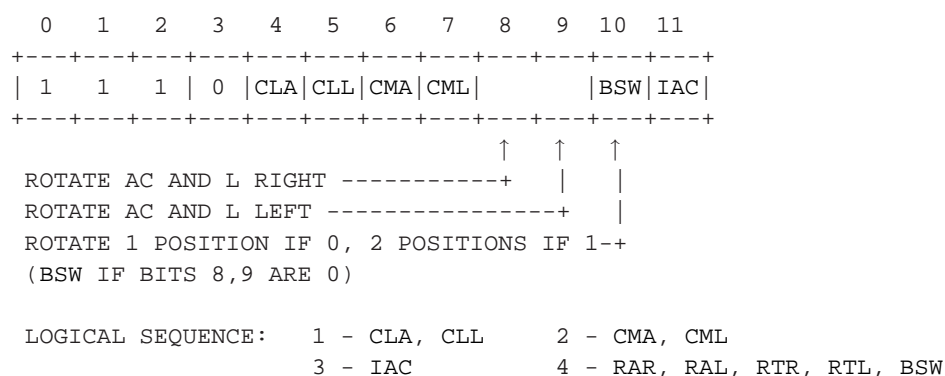 0   1   2   3   4   5   6   7   8   9  10  11
+---+---+---+---+---+---+---+---+---+---+---+---+
| 1   1   1 | 0 |CLA|CLL|CMA|CML|       |BSW|IAC|
+---+---+---+---+---+---+---+---+---+---+---+---+
                                  ↑   ↑   ↑
ROTATE AC AND L RIGHT -----------+   |   |
ROTATE AC AND L LEFT ----------------+   |
ROTATE 1 POSITION IF 0, 2 POSITIONS IF 1-+
(BSW IF BITS 8,9 ARE 0)

LOGICAL SEQUENCE:   1 - CLA, CLL     2 - CMA, CML
                    3 - IAC          4 - RAR, RAL, RTR, RTL, BSW